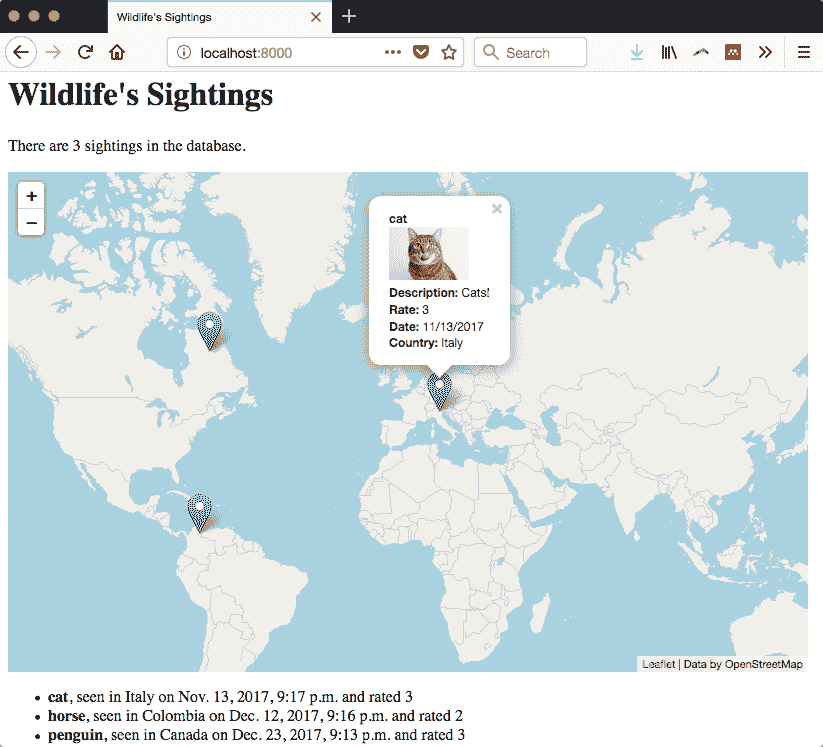 Wildlife's Sightings
localhost:8000
Search
Wildlife's Sightings
There are 3 sightings in the database.
+
−
cat
Description: Cats!
Rate: 3
Date: 11/13/2017
Country: Italy
Leaflet | Data by OpenStreetMap
cat, seen in Italy on Nov. 13, 2017, 9:17 p.m. and rated 3
horse, seen in Colombia on Dec. 12, 2017, 9:16 p.m. and rated 2
penguin, seen in Canada on Dec. 23, 2017, 9:13 p.m. and rated 3